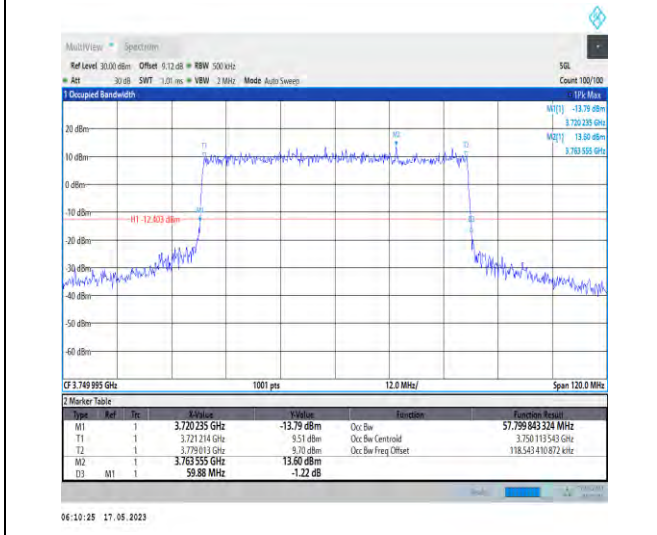 MultiView Spectrum
Ref Level 30.00 dBm Offset 9.12 dB RBW 500 kHz SGL
Att 30 dB SWT 1.01 ms VBW 2 MHz Mode Auto Sweep Count 100/100
1 Occupied Bandwidth 1Pk Max
M1[1] -13.79 dBm
3.720 235 GHz
20 dBm
M2[1] 13.60 dBm
3.763 555 GHz
M2
T1
T2
10 dBm
0 dBm
-10 dBm
H1 -12.403 dBm
-20 dBm
-30 dBm
-40 dBm
-50 dBm
-60 dBm
CF 3.749 995 GHz 1001 pts 12.0 MHz/ Span 120.0 MHz
2 Marker Table
Type Ref Trc X-Value Y-Value Function Function Result
M1 1 3.720 235 GHz -13.79 dBm Occ Bw 57.799 843 324 MHz
T1 1 3.721 214 GHz 9.51 dBm Occ Bw Centroid 3.750 113 543 GHz
T2 1 3.779 013 GHz 9.70 dBm Occ Bw Freq Offset 118.543 410 872 kHz
M2 1 3.763 555 GHz 13.60 dBm
D3 M1 1 59.88 MHz -1.22 dB
06:10:25 17.05.2023